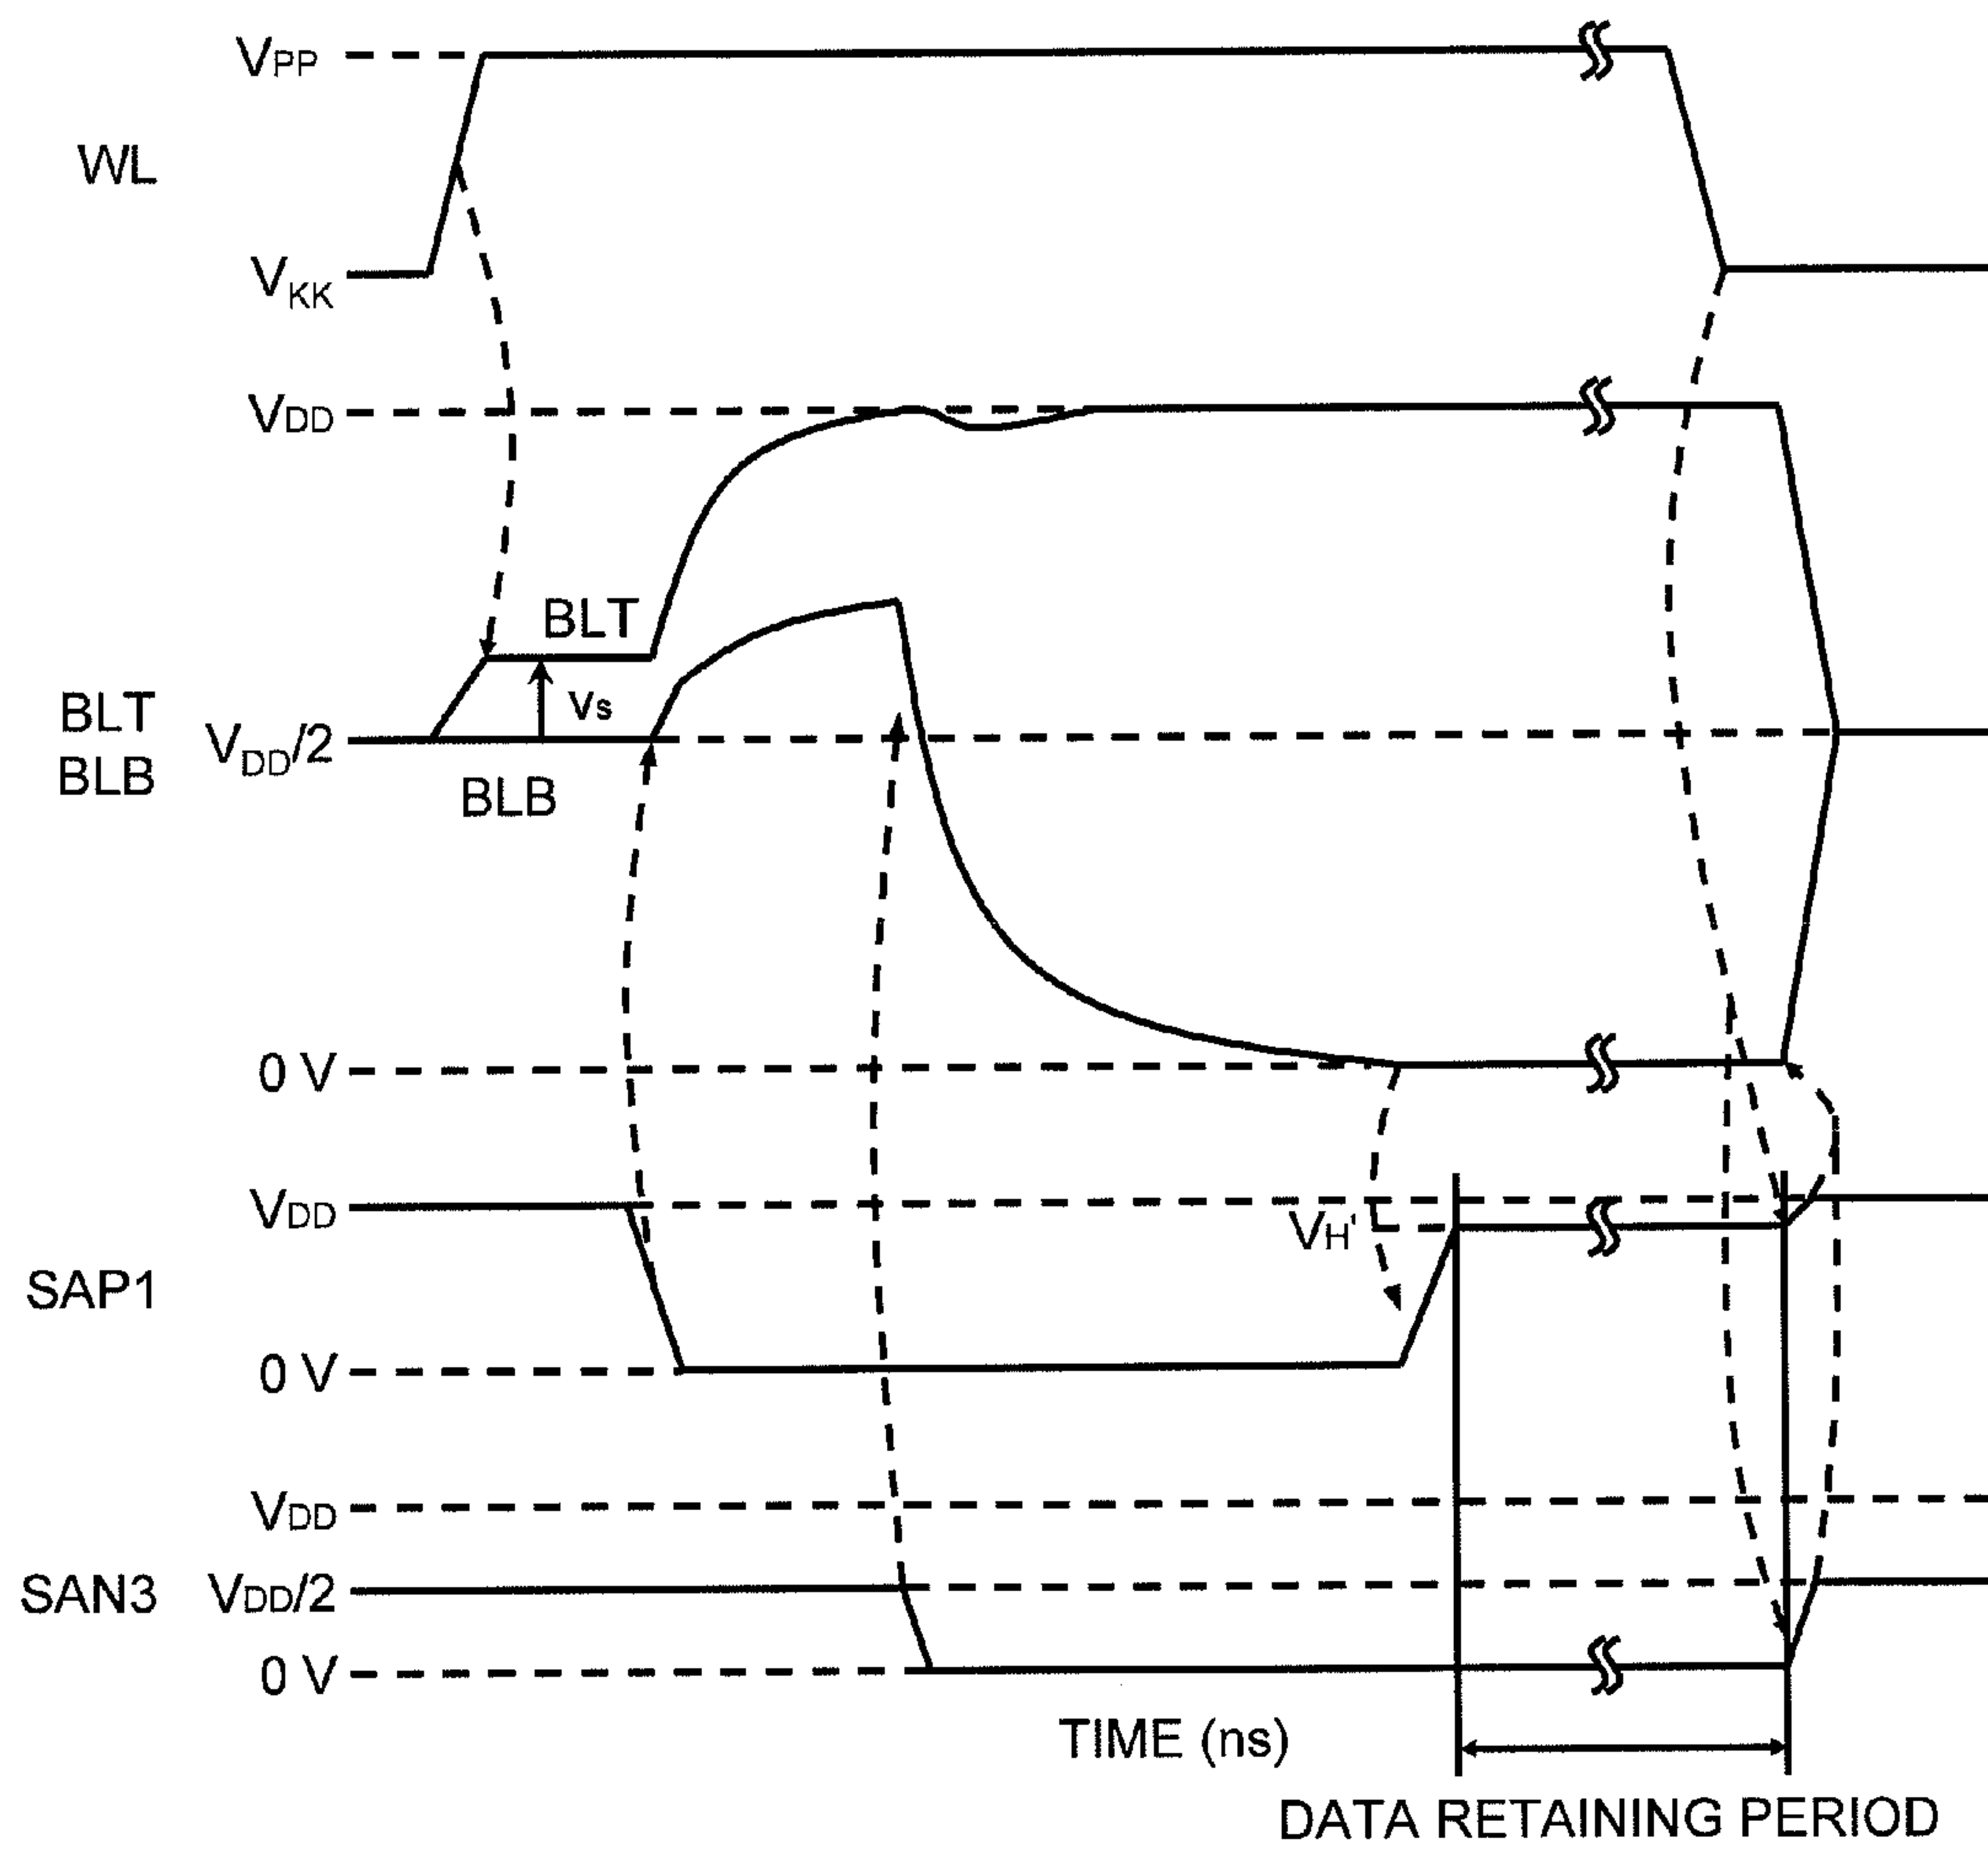 VPP
WL
VKK
VDD
BLT
vs
BLT
BLB
VDD/2
BLB
0 V
VDD
VH'
SAP1
0 V
VDD
SAN3
VDD/2
0 V
TIME (ns)
DATA RETAINING PERIOD